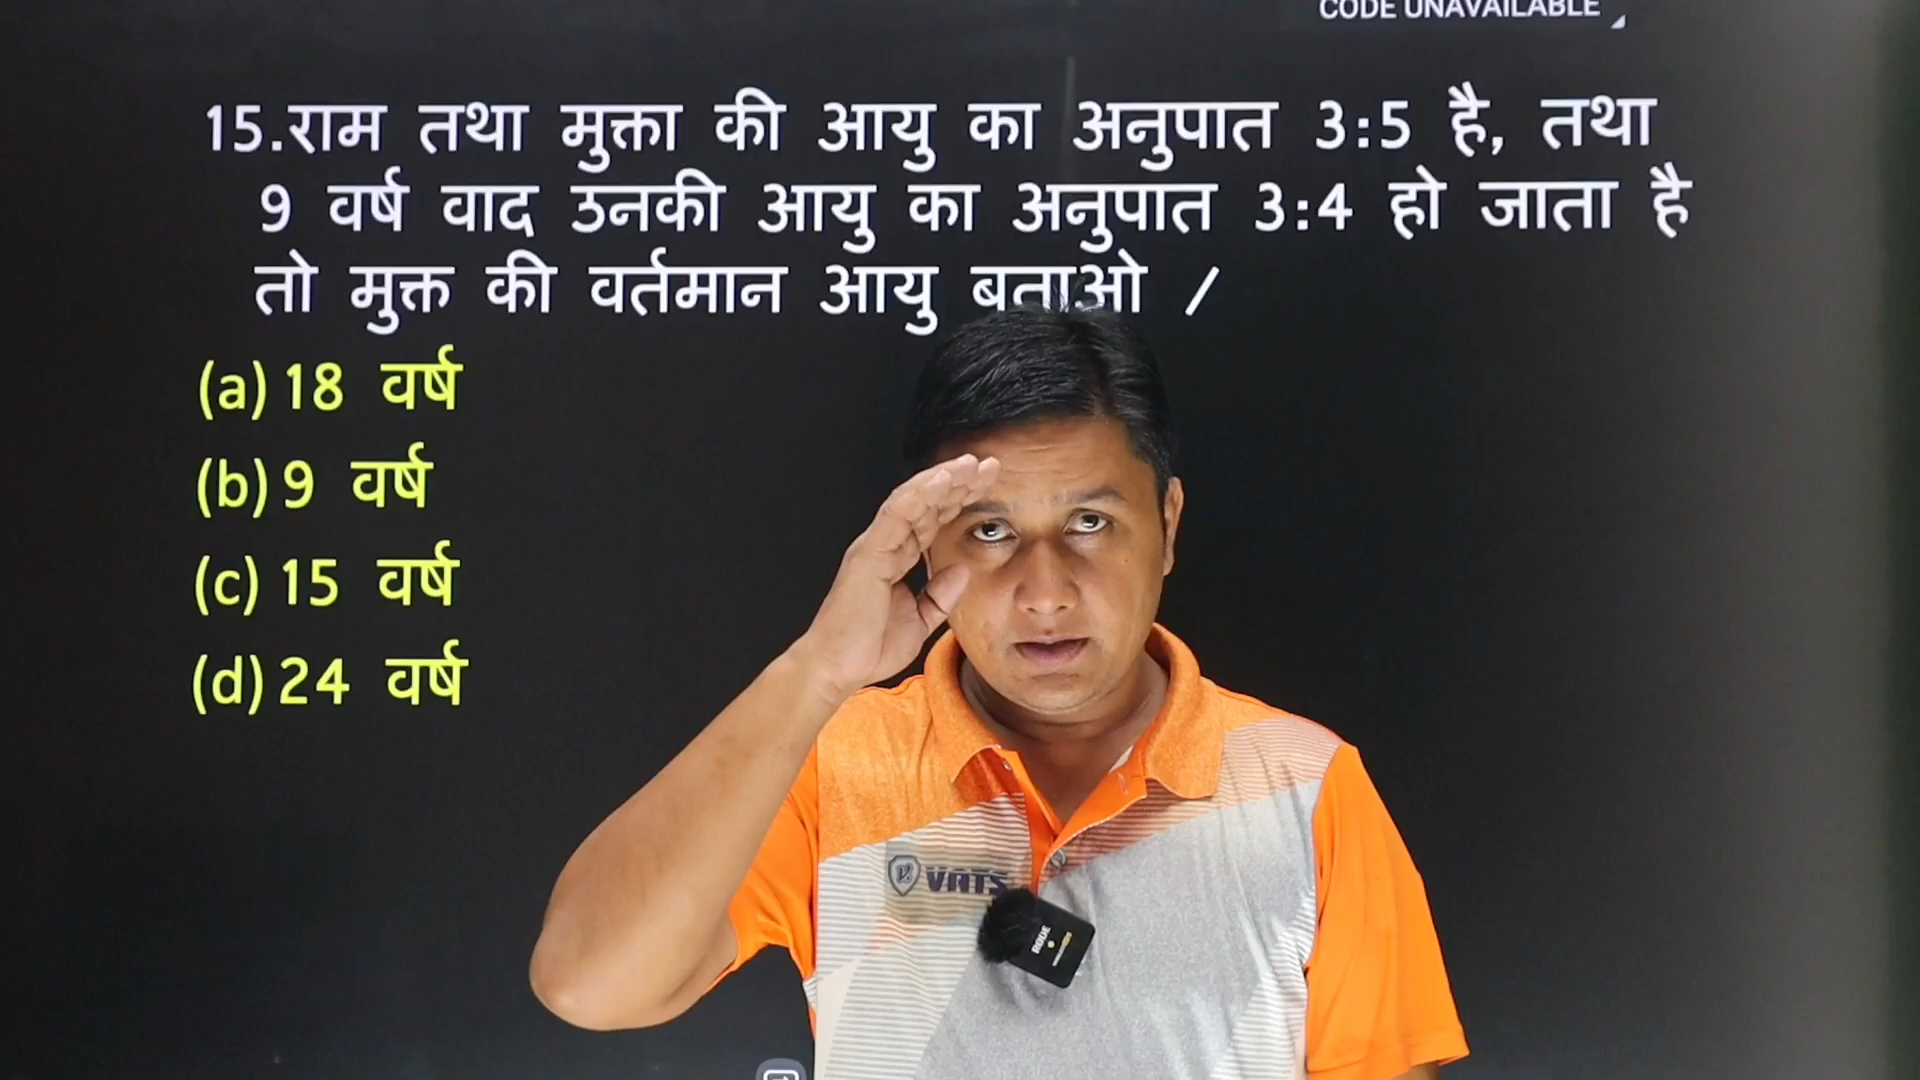 CODE UNAVAILABLE
15.राम तथा मुक्ता की आयु का अनुपात 3:5 है, तथा
9 वर्ष वाद उनकी आयु का अनुपात 3:4 हो जाता है
तो मुक्त की वर्तमान आयु बताओ /
(a) 18 वर्ष
(b) 9 वर्ष
(c) 15 वर्ष
(d) 24 वर्ष
VATS
RODE